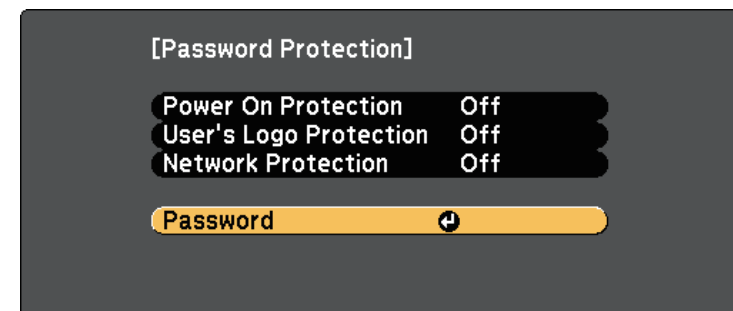 [Password Protection]
Power On Protection Off
User's Logo Protection Off
Network Protection Off
Password